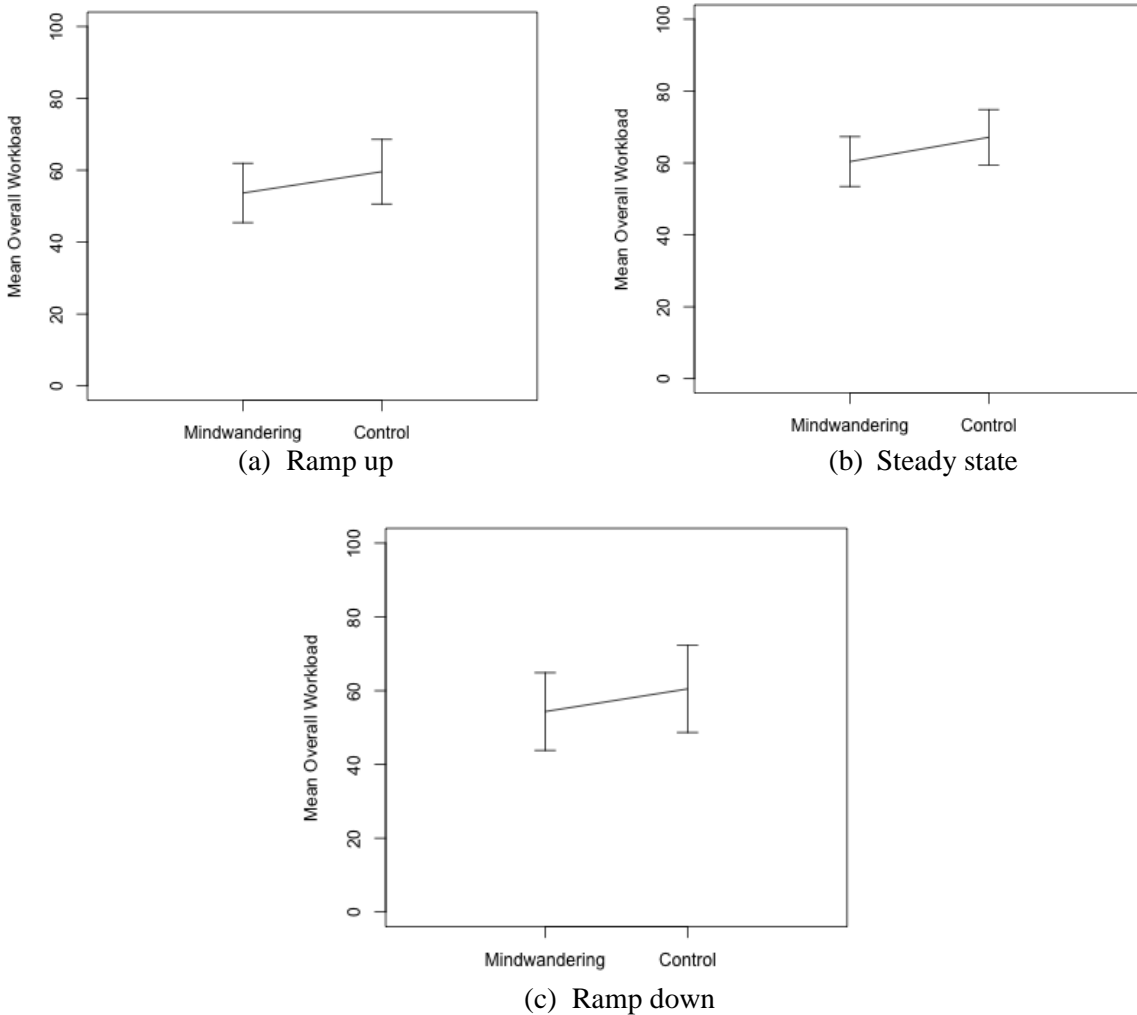 Mean Overall Workload
100
80
60
40
20
0
Mindwandering Control
(a) Ramp up
Mean Overall Workload
100
80
60
40
20
0
Mindwandering Control
(b) Steady state
Mean Overall Workload
100
80
60
40
20
0
Mindwandering Control
(c) Ramp down